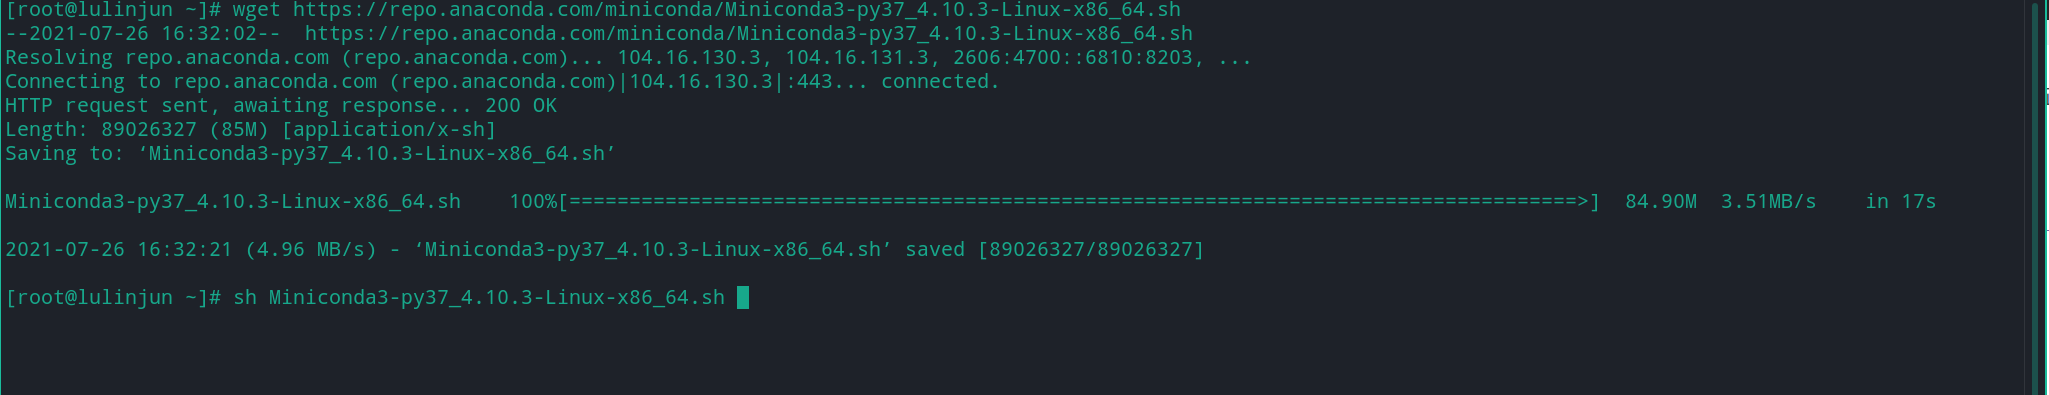 [root@lulinjun ~]# wget https://repo.anaconda.com/miniconda/Miniconda3-py37_4.10.3-Linux-x86_64.sh
--2021-07-26 16:32:02--  https://repo.anaconda.com/miniconda/Miniconda3-py37_4.10.3-Linux-x86_64.sh
Resolving repo.anaconda.com (repo.anaconda.com)... 104.16.130.3, 104.16.131.3, 2606:4700::6810:8203, ...
Connecting to repo.anaconda.com (repo.anaconda.com)|104.16.130.3|:443... connected.
HTTP request sent, awaiting response... 200 OK
Length: 89026327 (85M) [application/x-sh]
Saving to: ‘Miniconda3-py37_4.10.3-Linux-x86_64.sh’
Miniconda3-py37_4.10.3-Linux-x86_64.sh    100%[====================================================================================>]  84.90M  3.51MB/s    in 17s
2021-07-26 16:32:21 (4.96 MB/s) - ‘Miniconda3-py37_4.10.3-Linux-x86_64.sh’ saved [89026327/89026327]
[root@lulinjun ~]# sh Miniconda3-py37_4.10.3-Linux-x86_64.sh